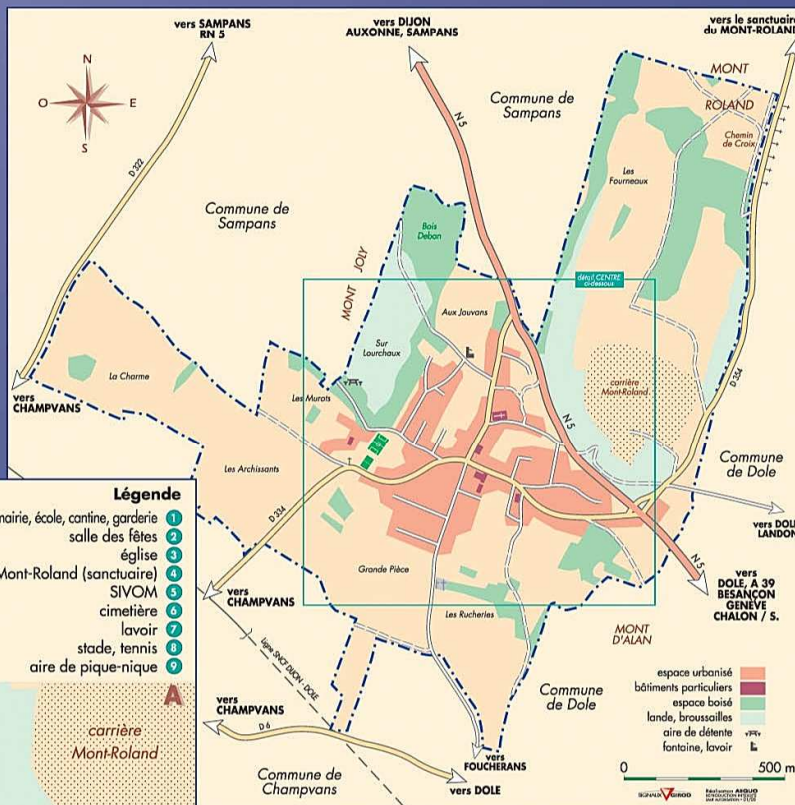 vers SAMPANS
RN 5
vers DIJON
AUXONNE, SAMPANS
vers le sanctuaire
du MONT-ROLAND
N
O
E
S
MONT
ROLAND
Chemin
de Croix
Commune de
Sampans
N 5
Les
Fourneaux
D 322
Commune de
Sampans
Bois
Deban
MONT JOLY
détail CENTRE
ci-dessous
Aux Jouvans
Sur
Lourchaux
La Charme
carrière
Mont-Roland
D 354
N 5
vers
CHAMPVANS
Les Murots
Les Archissants
Commune
de Dole
D 334
vers DOLE
LANDON
N 5
vers
DOLE, A 39
BESANÇON
GENÈVE
CHALON / S.
Grande Pièce
vers
CHAMPVANS
Les Rucheries
MONT
D'ALAN
Ligne SNCF DIJON - DOLE
Commune
de Dole
vers
CHAMPVANS
D 6
vers
FOUCHERANS
vers DOLE
Commune de
Champvans
Légende
mairie, école, cantine, garderie 1
salle des fêtes 2
église 3
Mont-Roland (sanctuaire) 4
SIVOM 5
cimetière 6
lavoir 7
stade, tennis 8
aire de pique-nique 9
A
carrière
Mont-Roland
espace urbanisé
bâtiments particuliers
espace boisé
lande, broussailles
aire de détente
fontaine, lavoir
0 500 m
SIGNAUX GIROD